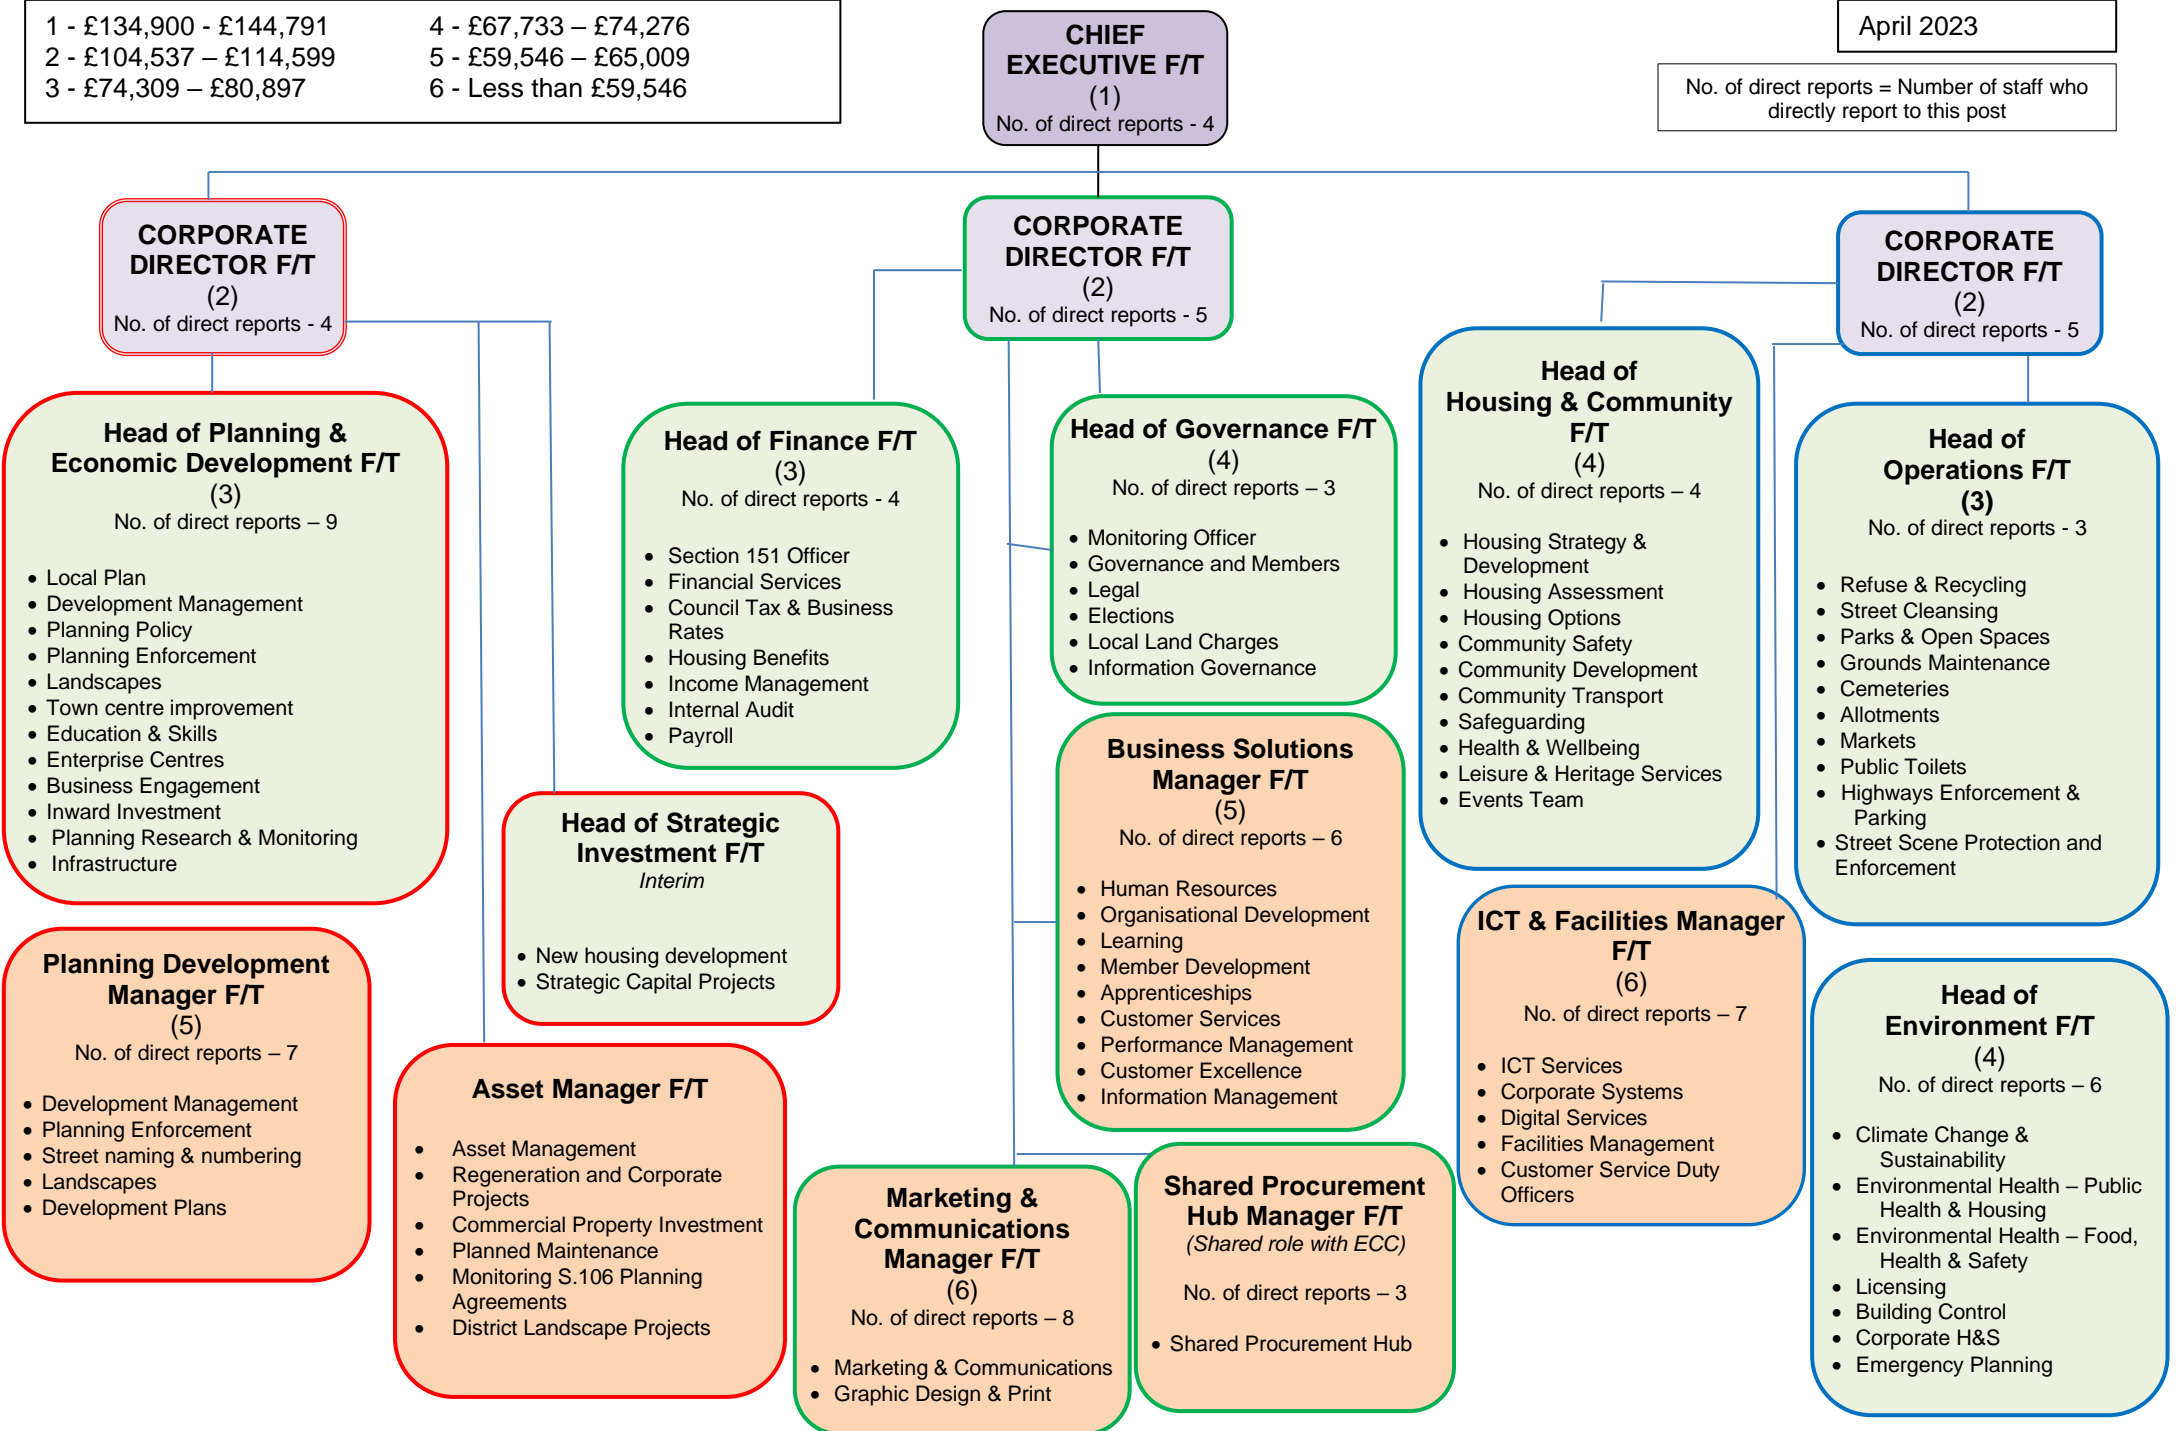 1 - £134,900 - £144,791
2 - £104,537 – £114,599
3 - £74,309 – £80,897
4 - £67,733 – £74,276
5 - £59,546 – £65,009
6 - Less than £59,546
CHIEF
EXECUTIVE F/T
(1)
No. of direct reports - 4
April 2023
No. of direct reports = Number of staff who
directly report to this post
CORPORATE
DIRECTOR F/T
(2)
No. of direct reports - 4
CORPORATE
DIRECTOR F/T
(2)
No. of direct reports - 5
CORPORATE
DIRECTOR F/T
(2)
No. of direct reports - 5
Head of Planning &
Economic Development F/T
(3)
No. of direct reports – 9
• Local Plan
• Development Management
• Planning Policy
• Planning Enforcement
• Landscapes
• Town centre improvement
• Education & Skills
• Enterprise Centres
• Business Engagement
• Inward Investment
• Planning Research & Monitoring
• Infrastructure
Head of Finance F/T
(3)
No. of direct reports - 4
• Section 151 Officer
• Financial Services
• Council Tax & Business
Rates
• Housing Benefits
• Income Management
• Internal Audit
• Payroll
Head of Governance F/T
(4)
No. of direct reports – 3
• Monitoring Officer
• Governance and Members
• Legal
• Elections
• Local Land Charges
• Information Governance
Head of
Housing & Community
F/T
(4)
No. of direct reports – 4
• Housing Strategy &
Development
• Housing Assessment
• Housing Options
• Community Safety
• Community Development
• Community Transport
• Safeguarding
• Health & Wellbeing
• Leisure & Heritage Services
• Events Team
Head of
Operations F/T
(3)
No. of direct reports - 3
• Refuse & Recycling
• Street Cleansing
• Parks & Open Spaces
• Grounds Maintenance
• Cemeteries
• Allotments
• Markets
• Public Toilets
• Highways Enforcement &
Parking
• Street Scene Protection and
Enforcement
Planning Development
Manager F/T
(5)
No. of direct reports – 7
• Development Management
• Planning Enforcement
• Street naming & numbering
• Landscapes
• Development Plans
Head of Strategic
Investment F/T
Interim
• New housing development
• Strategic Capital Projects
Asset Manager F/T
• Asset Management
• Regeneration and Corporate
Projects
• Commercial Property Investment
• Planned Maintenance
• Monitoring S.106 Planning
Agreements
• District Landscape Projects
Business Solutions
Manager F/T
(5)
No. of direct reports – 6
• Human Resources
• Organisational Development
• Learning
• Member Development
• Apprenticeships
• Customer Services
• Performance Management
• Customer Excellence
• Information Management
Marketing &
Communications
Manager F/T
(6)
No. of direct reports – 8
• Marketing & Communications
• Graphic Design & Print
Shared Procurement
Hub Manager F/T
(Shared role with ECC)
No. of direct reports – 3
• Shared Procurement Hub
ICT & Facilities Manager
F/T
(6)
No. of direct reports – 7
• ICT Services
• Corporate Systems
• Digital Services
• Facilities Management
• Customer Service Duty
Officers
Head of
Environment F/T
(4)
No. of direct reports – 6
• Climate Change &
Sustainability
• Environmental Health – Public
Health & Housing
• Environmental Health – Food,
Health & Safety
• Licensing
• Building Control
• Corporate H&S
• Emergency Planning